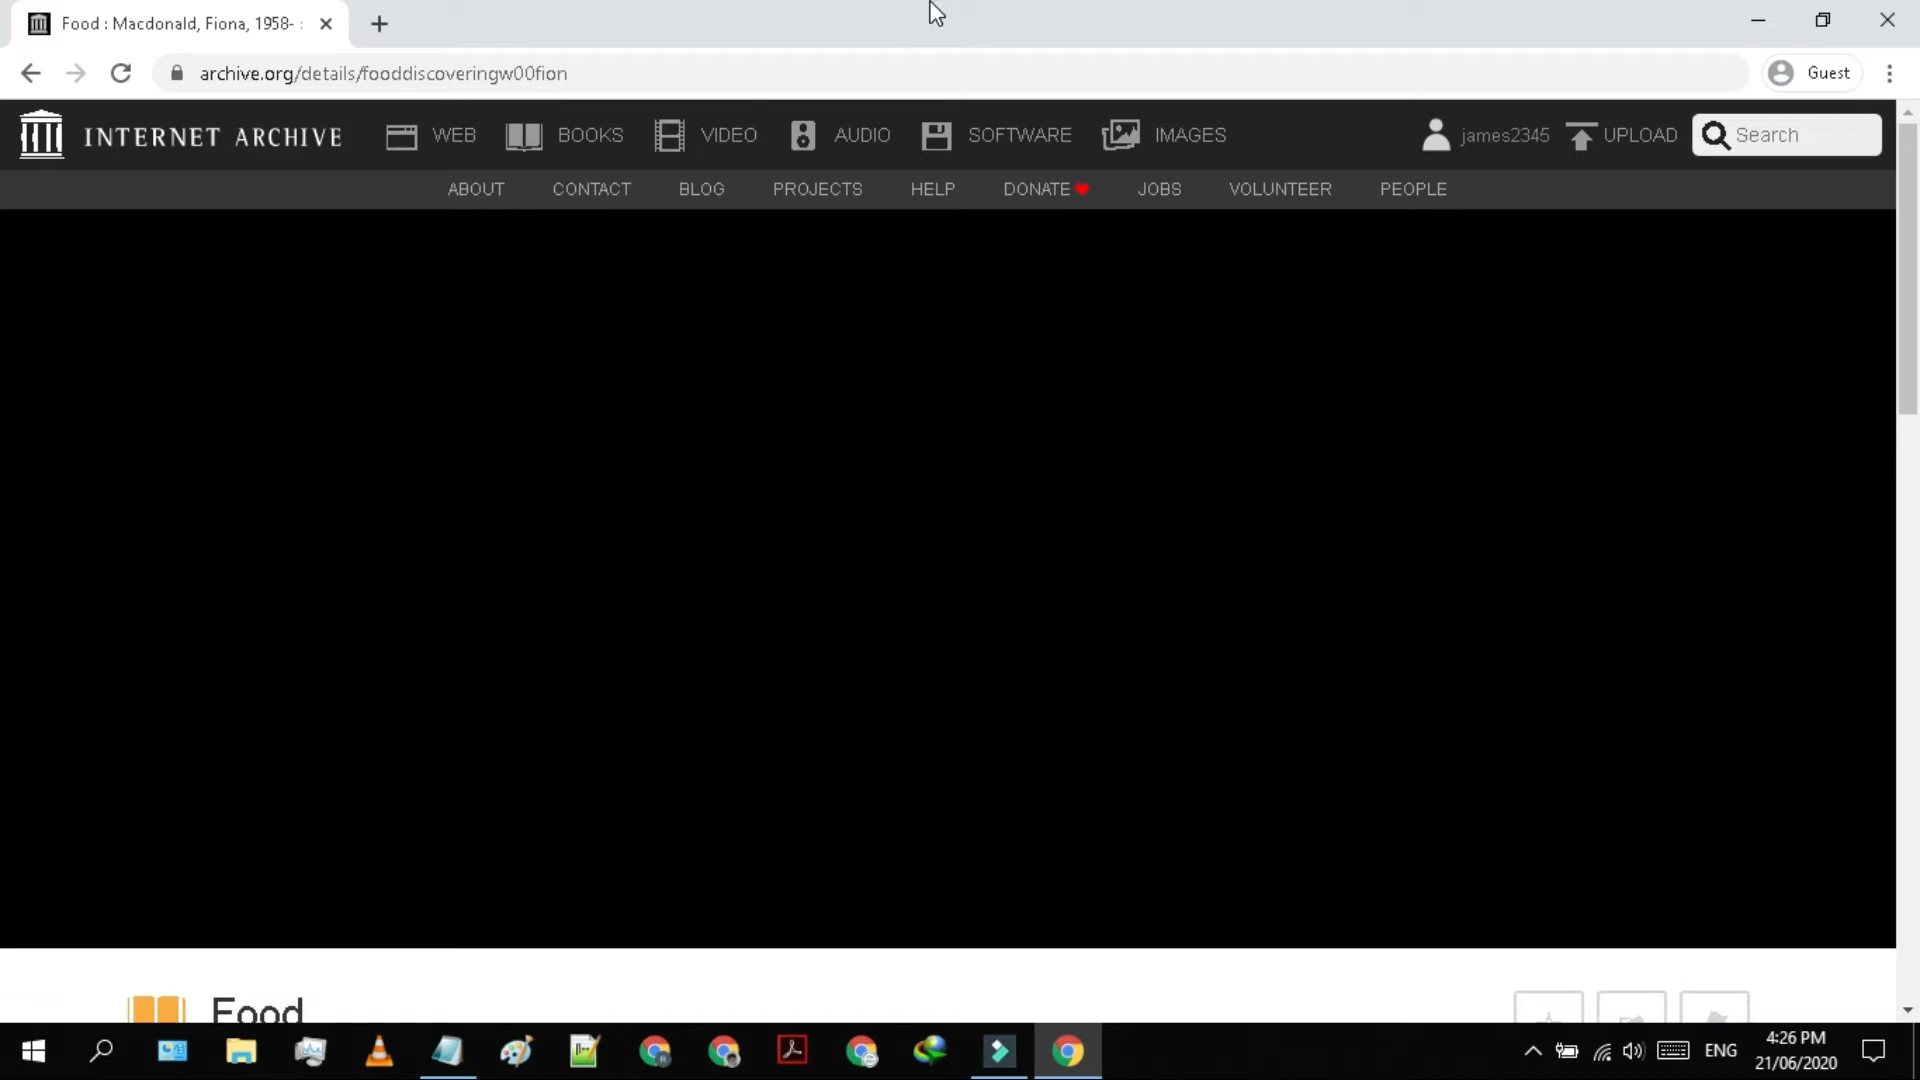 Food : Macdonald, Fiona, 1958- :
archive.org/details/fooddiscoveringw00fion
Guest
INTERNET ARCHIVE
WEB
BOOKS
VIDEO
AUDIO
SOFTWARE
IMAGES
james2345
UPLOAD
Search
ABOUT
CONTACT
BLOG
PROJECTS
HELP
DONATE
JOBS
VOLUNTEER
PEOPLE
Food
ENG
4:26 PM
21/06/2020